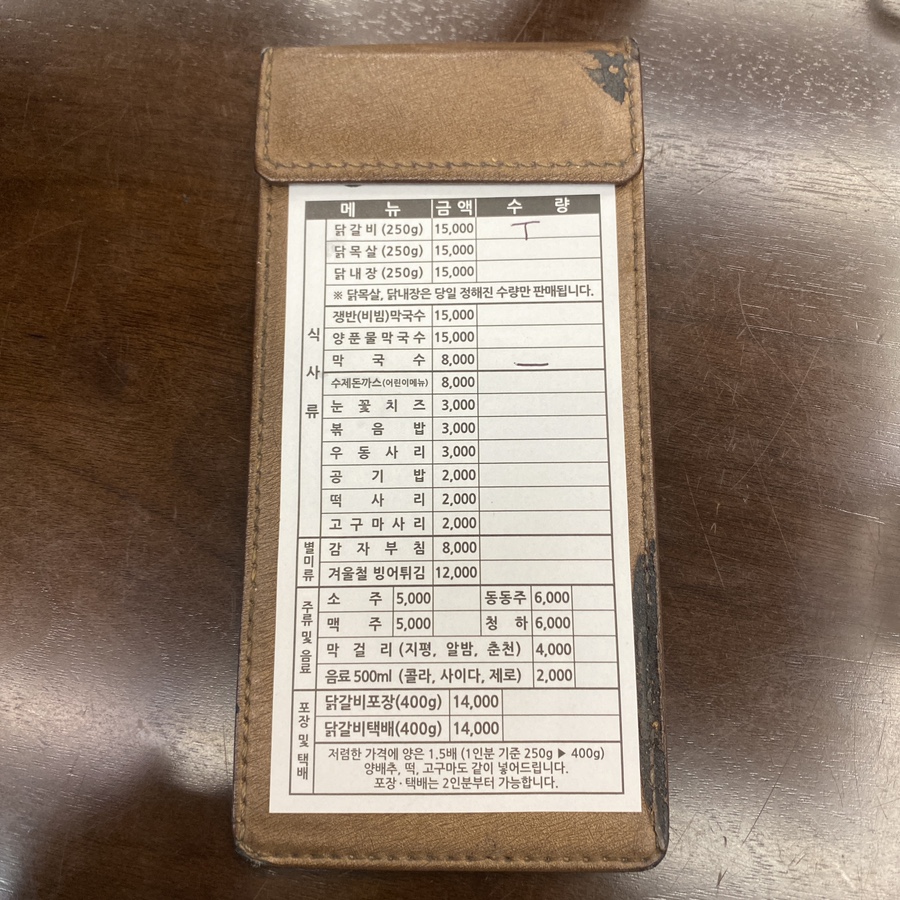 메 뉴 금 액 수 량
식 사 류
닭 갈 비 (250g) 15,000 T
닭 목 살 (250g) 15,000
닭 내 장 (250g) 15,000
※ 닭목살, 닭내장은 당일 정해진 수량만 판매됩니다.
쟁반(비빔)막국수 15,000
양 푼 물 막 국 수 15,000
막 국 수 8,000 一
수제돈까스(어린이메뉴) 8,000
눈 꽃 치 즈 3,000
볶 음 밥 3,000
우 동 사 리 3,000
공 기 밥 2,000
떡 사 리 2,000
고 구 마 사 리 2,000
별미류
감 자 부 침 8,000
겨울철 빙어튀김 12,000
주류 및 음료
소 주 5,000 동동주 6,000
맥 주 5,000 청 하 6,000
막 걸 리 (지평, 알밤, 춘천) 4,000
음료 500ml (콜라, 사이다, 제로) 2,000
포장 및 택배
닭갈비포장(400g) 14,000
닭갈비택배(400g) 14,000
저렴한 가격에 양은 1.5배 (1인분 기준 250g ▶ 400g)
양배추, 떡, 고구마도 같이 넣어드립니다.
포장 · 택배는 2인분부터 가능합니다.